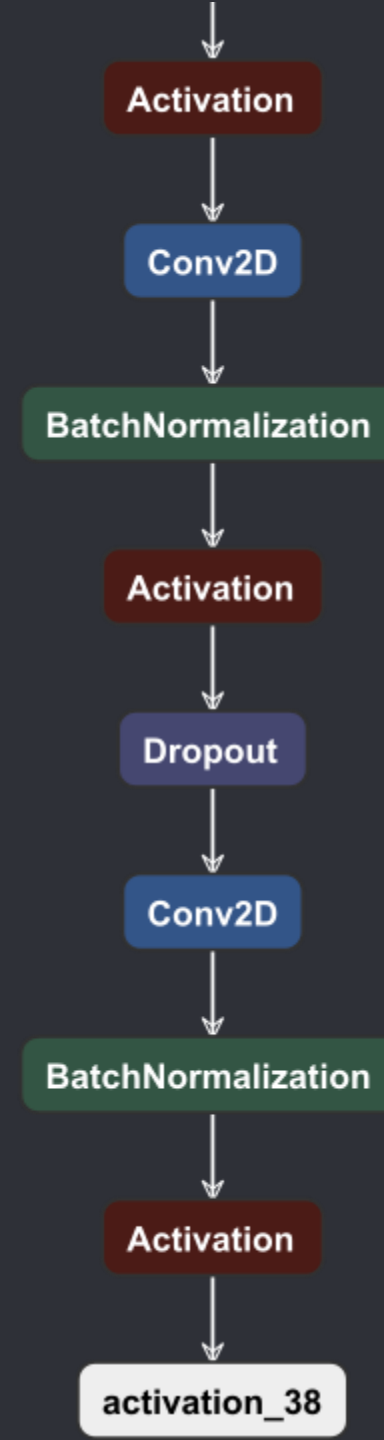 Activation
Conv2D
BatchNormalization
Activation
Dropout
Conv2D
BatchNormalization
Activation
activation_38